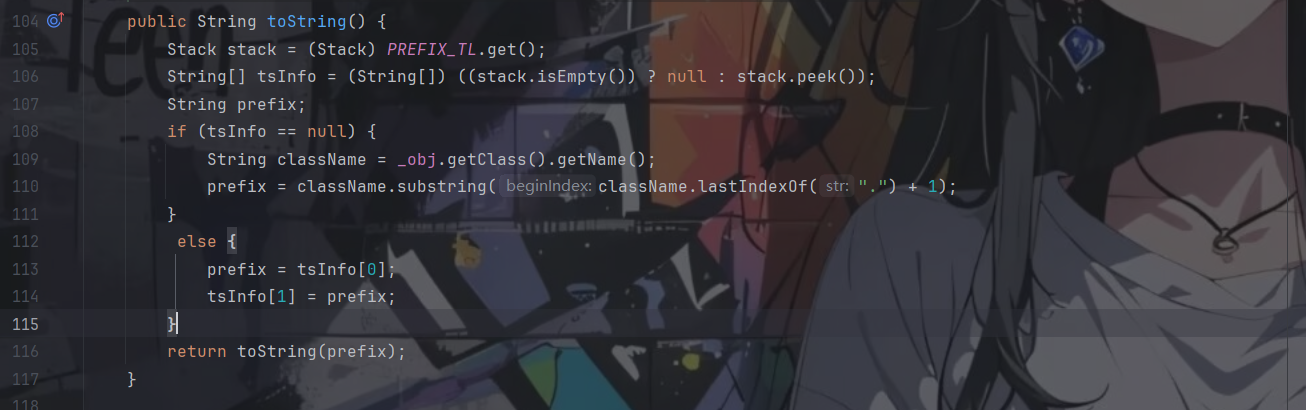 104 public String toString() {
105 Stack stack = (Stack) PREFIX_TL.get();
106 String[] tsInfo = (String[]) ((stack.isEmpty()) ? null : stack.peek());
107 String prefix;
108 if (tsInfo == null) {
109 String className = _obj.getClass().getName();
110 prefix = className.substring( beginIndex: className.lastIndexOf( str: ".") + 1);
111 }
112 else {
113 prefix = tsInfo[0];
114 tsInfo[1] = prefix;
115 }
116 return toString(prefix);
117 }
118